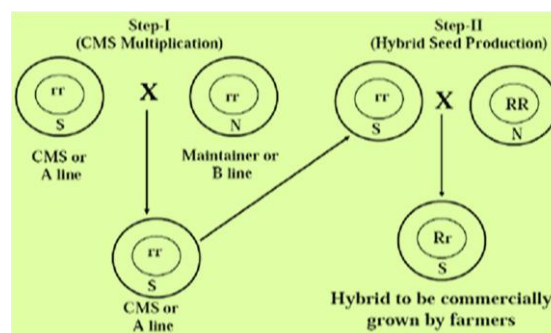 Step-I
(CMS Multiplication)
Step-II
(Hybrid Seed Production)
rr
S
X
rr
N
rr
S
X
RR
N
CMS or
A line
Maintainer or
B line
rr
S
CMS or
A line
Rr
S
Hybrid to be commercially
grown by farmers